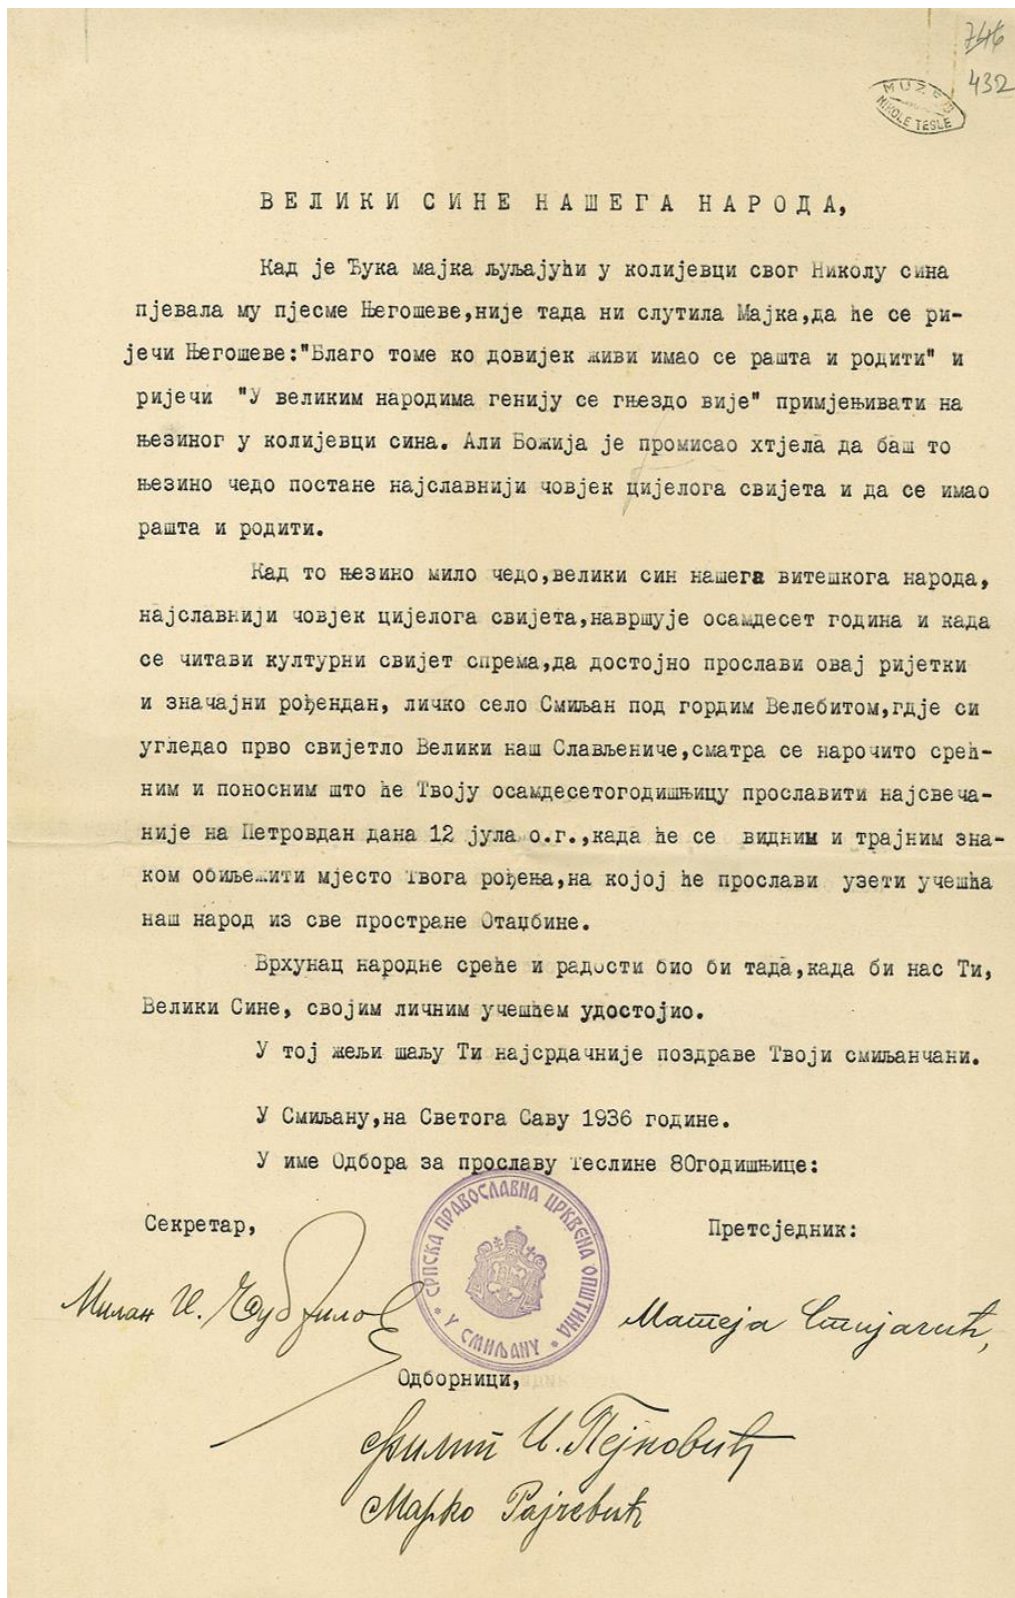 746
432
MUZEJ
NIKOLE TESLE
ВЕЛИКИ СИНЕ НАШЕГА НАРОДА,
Кад је Ђука мајка љуљајући у колијевци свог Николу сина
пјевала му пјесме Његошеве,није тада ни слутила Мајка,да ће се ри-
јечи Његошеве:"Благо томе ко довијек живи имао се рашта и родити" и
ријечи "У великим народима генију се гњездо вије" примјењивати на
њезиног у колијевци сина. Али Божија је промисао хтјела да баш то
њезино чедо постане најславнији човјек цијелога свијета и да се имао
рашта и родити.
Кад то њезино мило чедо,велики син нашега витешкога народа,
најславнији човјек цијелога свијета,навршује осамдесет година и када
се читави културни свијет спрема,да достојно прослави овај ријетки
и значајни рођендан, личко село Смиљан под гордим Велебитом,гдје си
угледао прво свијетло Велики наш Слављениче,сматра се нарочито срећ-
ним и поносним што ће Твоју осамдесетогодишњицу прославити најсвеча-
није на Петровдан дана 12 јула о.г.,када ће се видним и трајним зна-
ком обиљежити мјесто Твога рођења,на којој ће прослави узети учешћа
наш народ из све простране Отаџбине.
Врхунац народне среће и радости био би тада,када би нас Ти,
Велики Сине, својим личним учешћем удостојио.
У тој жељи шаљу Ти најсрдачније поздраве Твоји смиљанчани.
У Смиљану,на Светога Саву 1936 године.
У име Одбора за прославу Теслине 80годишњице:
СРПСКА ПРАВОСЛАВНА ЦРКВЕНА ОПШТИНА
* У СМИЉАНУ *
Секретар,
Претсједник:
Милан И.
Матеја Стијачић,
Одборници,
Филип И. Пејновић
Марко Рајчевић